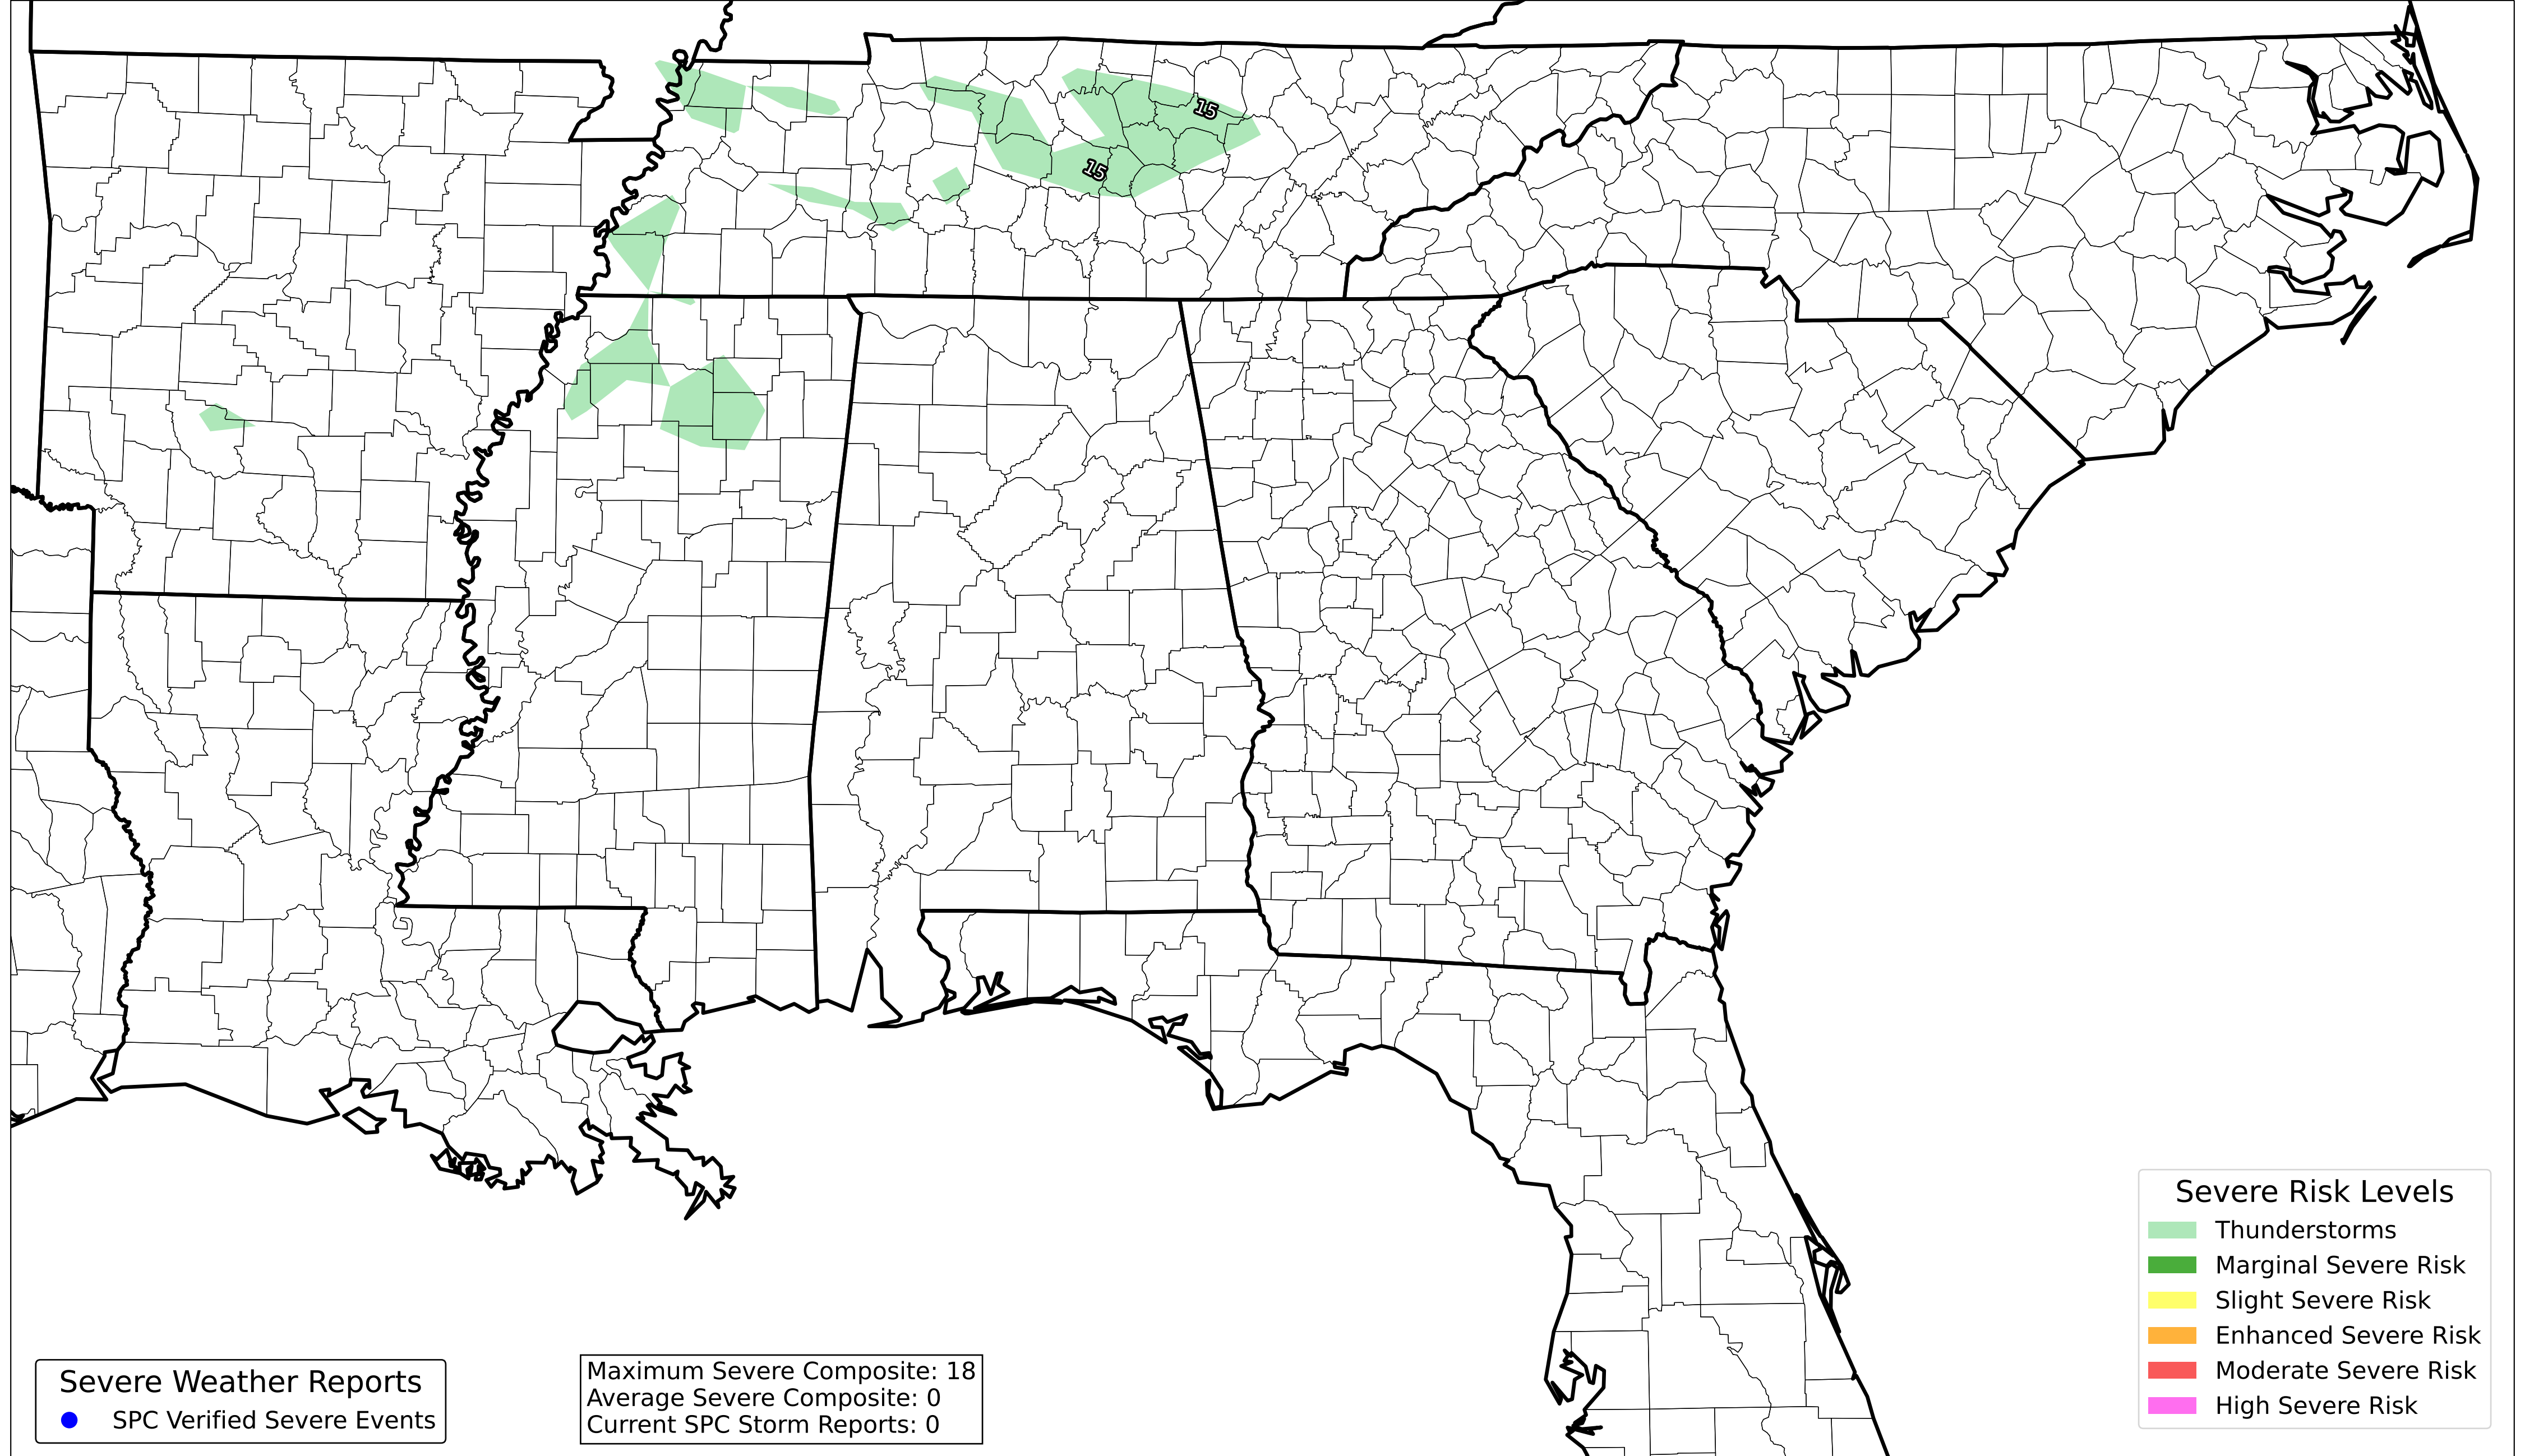 15
15
Severe Risk Levels
Thunderstorms
Marginal Severe Risk
Slight Severe Risk
Enhanced Severe Risk
Moderate Severe Risk
High Severe Risk
Severe Weather Reports
SPC Verified Severe Events
Maximum Severe Composite: 18
Average Severe Composite: 0
Current SPC Storm Reports: 0